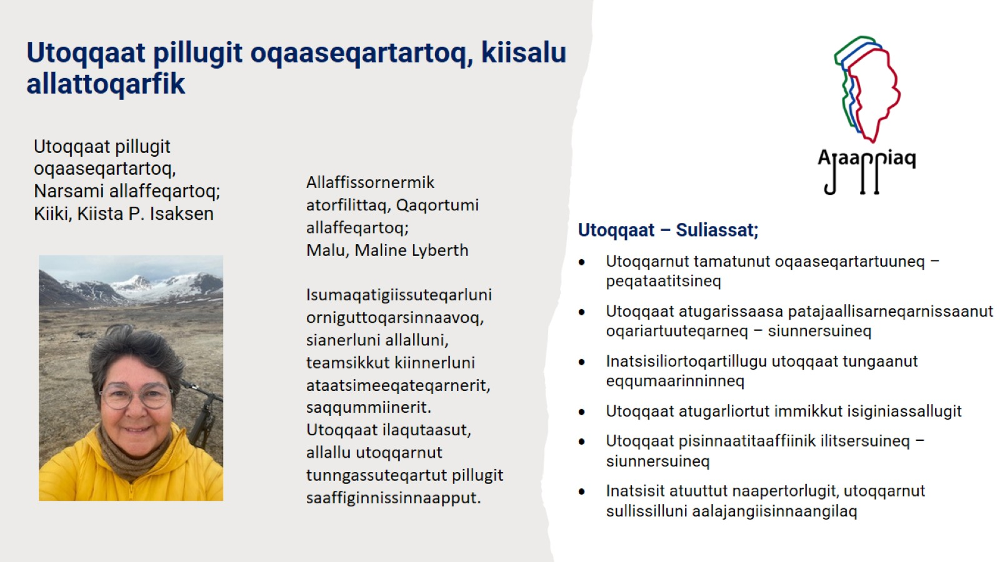 Utoqqaat pillugit oqaaseqartartoq, kiisalu
allattoqarfik
Utoqqaat pillugit
oqaaseqartartoq,
Narsami allaffeqartoq;
Kiiki, Kiista P. Isaksen
Allaffissornermik
atorfilittaq, Qaqortumi
allaffeqartoq;
Malu, Maline Lyberth
Isumaqatigiissuteqarluni
orniguttoqarsinnaavoq,
sianerluni allalluni,
teamsikkut kiinnerluni
ataatsimeeqateqarnerit,
saqqummiinerit.
Utoqqaat ilaqutaasut,
allallu utoqqarnut
tunngassuteqartut pillugit
saaffiginnissinnaapput.
Ajaappiaq
Utoqqaat – Suliassat;
• Utoqqarnut tamatunut oqaaseqartartuuneq –
peqataatitsineq
• Utoqqaat atugarissaasa patajaallisarneqarnissaanut
oqariartuuteqarneq – siunnersuineq
• Inatsisiliortoqartillugu utoqqaat tungaanut
eqqumaarinninneq
• Utoqqaat atugarliortut immikkut isiginiassallugit
• Utoqqaat pisinnaatitaaffiinik ilitsersuineq –
siunnersuineq
• Inatsisit atuuttut naapertorlugit, utoqqarnut
sullissilluni aalajangiisinnaangilaq